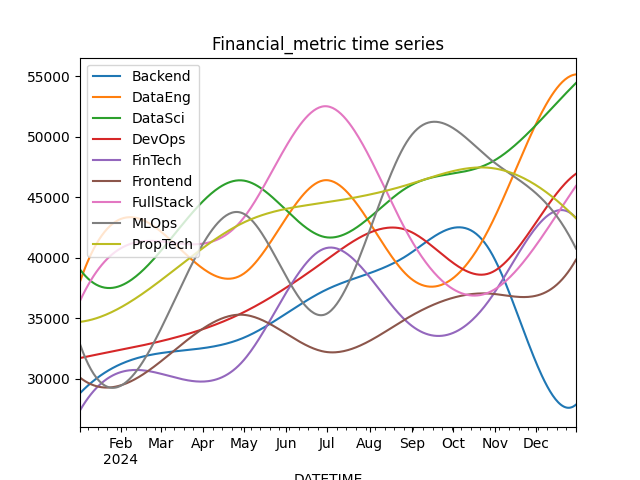 Financial_metric time series
55000
50000
45000
40000
35000
30000
Backend
DataEng
DataSci
DevOps
FinTech
Frontend
FullStack
MLOps
PropTech
Feb Mar Apr May Jun Jul Aug Sep Oct Nov Dec
2024
DATETIME